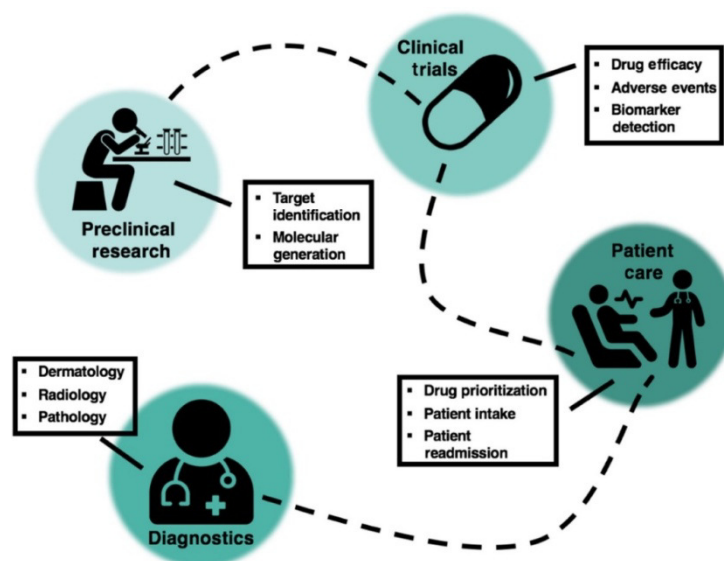 Clinical
trials
▪ Drug efficacy
▪ Adverse events
▪ Biomarker
detection
Preclinical
research
▪ Target
identification
▪ Molecular
generation
Patient
care
▪ Drug prioritization
▪ Patient intake
▪ Patient
readmission
▪ Dermatology
▪ Radiology
▪ Pathology
Diagnostics